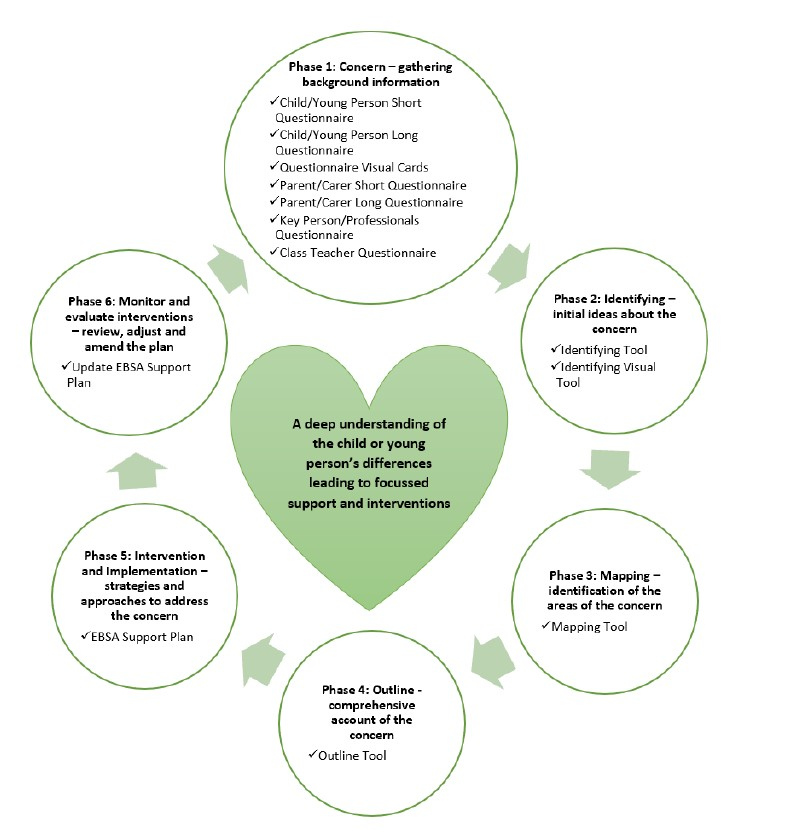 Phase 1: Concern – gathering
background information
✓Child/Young Person Short
Questionnaire
✓Child/Young Person Long
Questionnaire
✓Questionnaire Visual Cards
✓Parent/Carer Short Questionnaire
✓Parent/Carer Long Questionnaire
✓Key Person/Professionals
Questionnaire
✓Class Teacher Questionnaire
Phase 2: Identifying –
initial ideas about the
concern
✓Identifying Tool
✓Identifying Visual
Tool
Phase 3: Mapping –
identification of the
areas of the concern
✓Mapping Tool
Phase 4: Outline -
comprehensive
account of the
concern
✓Outline Tool
Phase 5: Intervention
and Implementation –
strategies and
approaches to address
the concern
✓EBSA Support Plan
Phase 6: Monitor and
evaluate interventions
– review, adjust and
amend the plan
✓Update EBSA Support
Plan
A deep understanding of
the child or young
person's differences
leading to focussed
support and interventions